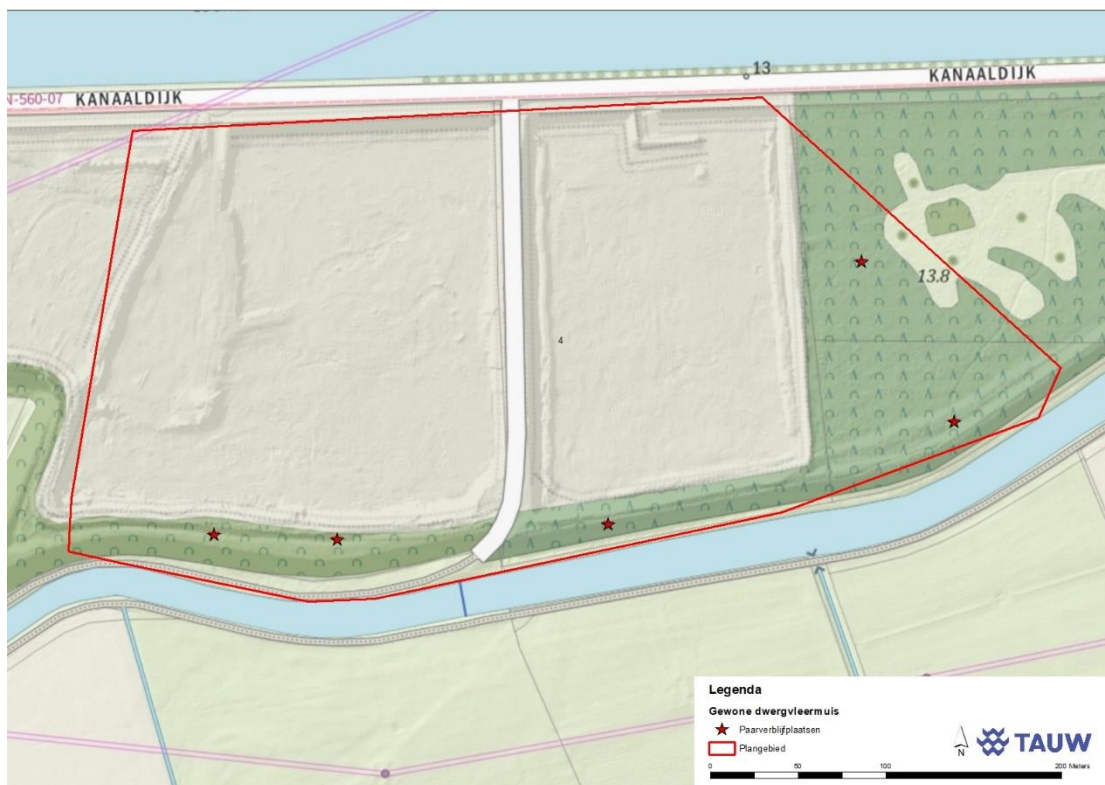 13
KANAALDIJK
KANAALDIJK
N-560-07
13.8
4
Legenda
Gewone dwergvleermuis
Paarverblijfplaatsen
Plangebied
N
TAUW
0 50 100 200 Meters